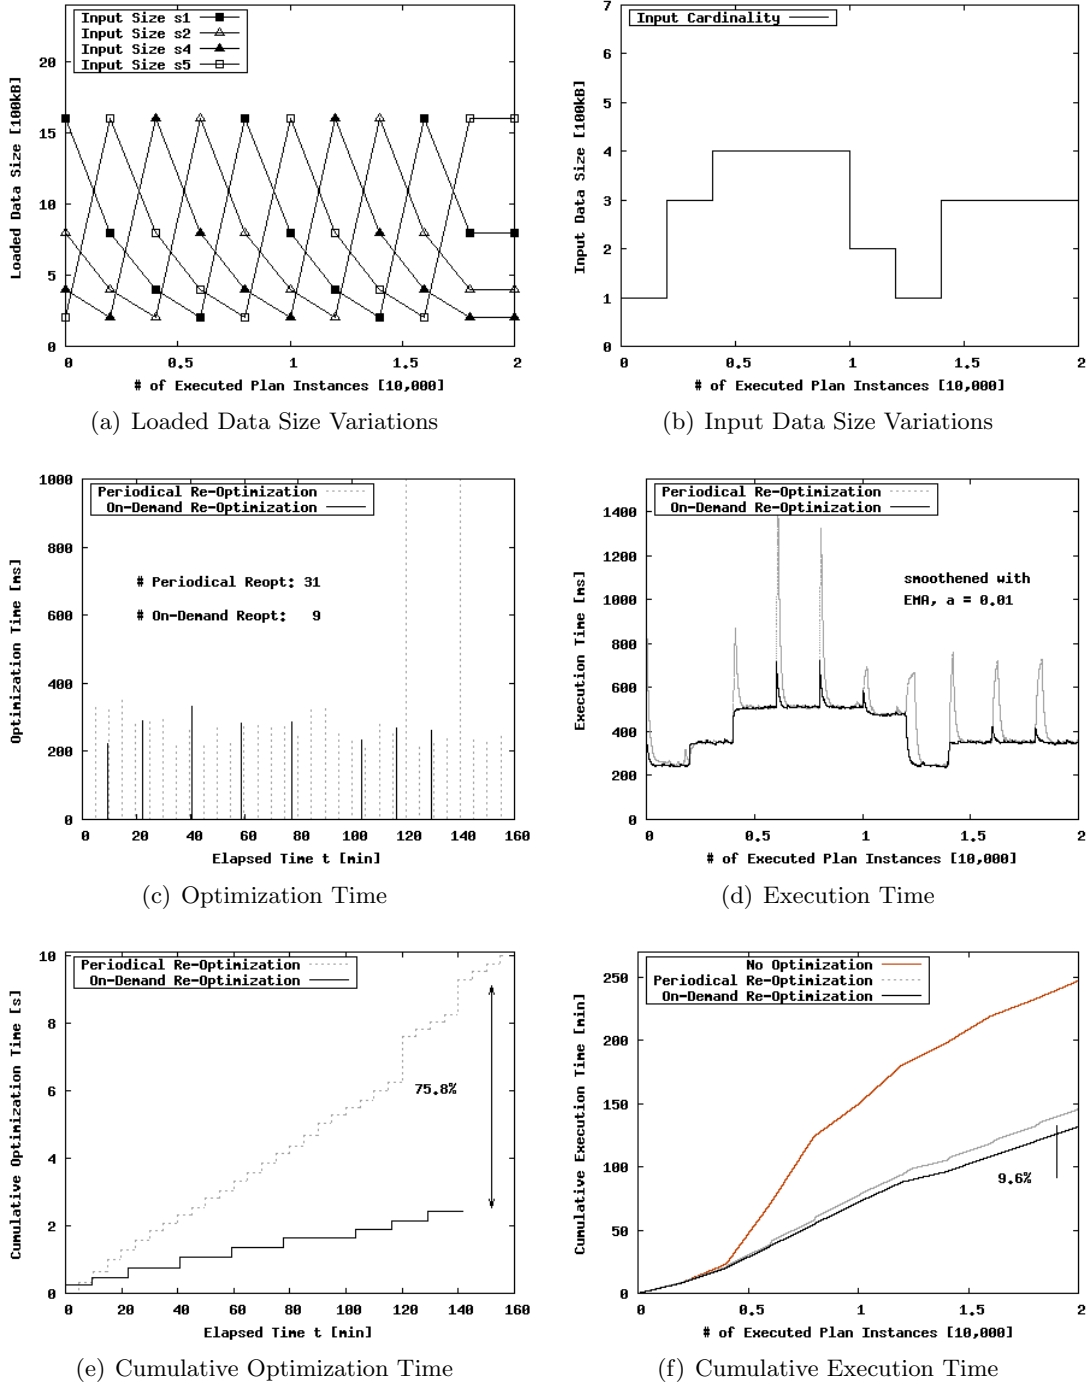 Input Size s1
Input Size s2
Input Size s4
Input Size s5
Loaded Data Size [100kB]
20
15
10
5
0
0 0.5 1 1.5 2
# of Executed Plan Instances [10,000]
(a) Loaded Data Size Variations
Input Cardinality
Input Data Size [100kB]
7
6
5
4
3
2
1
0
0 0.5 1 1.5 2
# of Executed Plan Instances [10,000]
(b) Input Data Size Variations
Periodical Re-Optimization
On-Demand Re-Optimization
# Periodical Reopt: 31
# On-Demand Reopt: 9
Optimization Time [ms]
1000
800
600
400
200
0
0 20 40 60 80 100 120 140 160
Elapsed Time t [min]
(c) Optimization Time
Periodical Re-Optimization
On-Demand Re-Optimization
smoothened with
EMA, a = 0.01
Execution Time [ms]
1400
1200
1000
800
600
400
200
0
0 0.5 1 1.5 2
# of Executed Plan Instances [10,000]
(d) Execution Time
Periodical Re-Optimization
On-Demand Re-Optimization
75.8%
Cumulative Optimization Time [s]
10
8
6
4
2
0
0 20 40 60 80 100 120 140 160
Elapsed Time t [min]
(e) Cumulative Optimization Time
No Optimization
Periodical Re-Optimization
On-Demand Re-Optimization
9.6%
Cumulative Execution Time [min]
250
200
150
100
50
0
0 0.5 1 1.5 2
# of Executed Plan Instances [10,000]
(f) Cumulative Execution Time